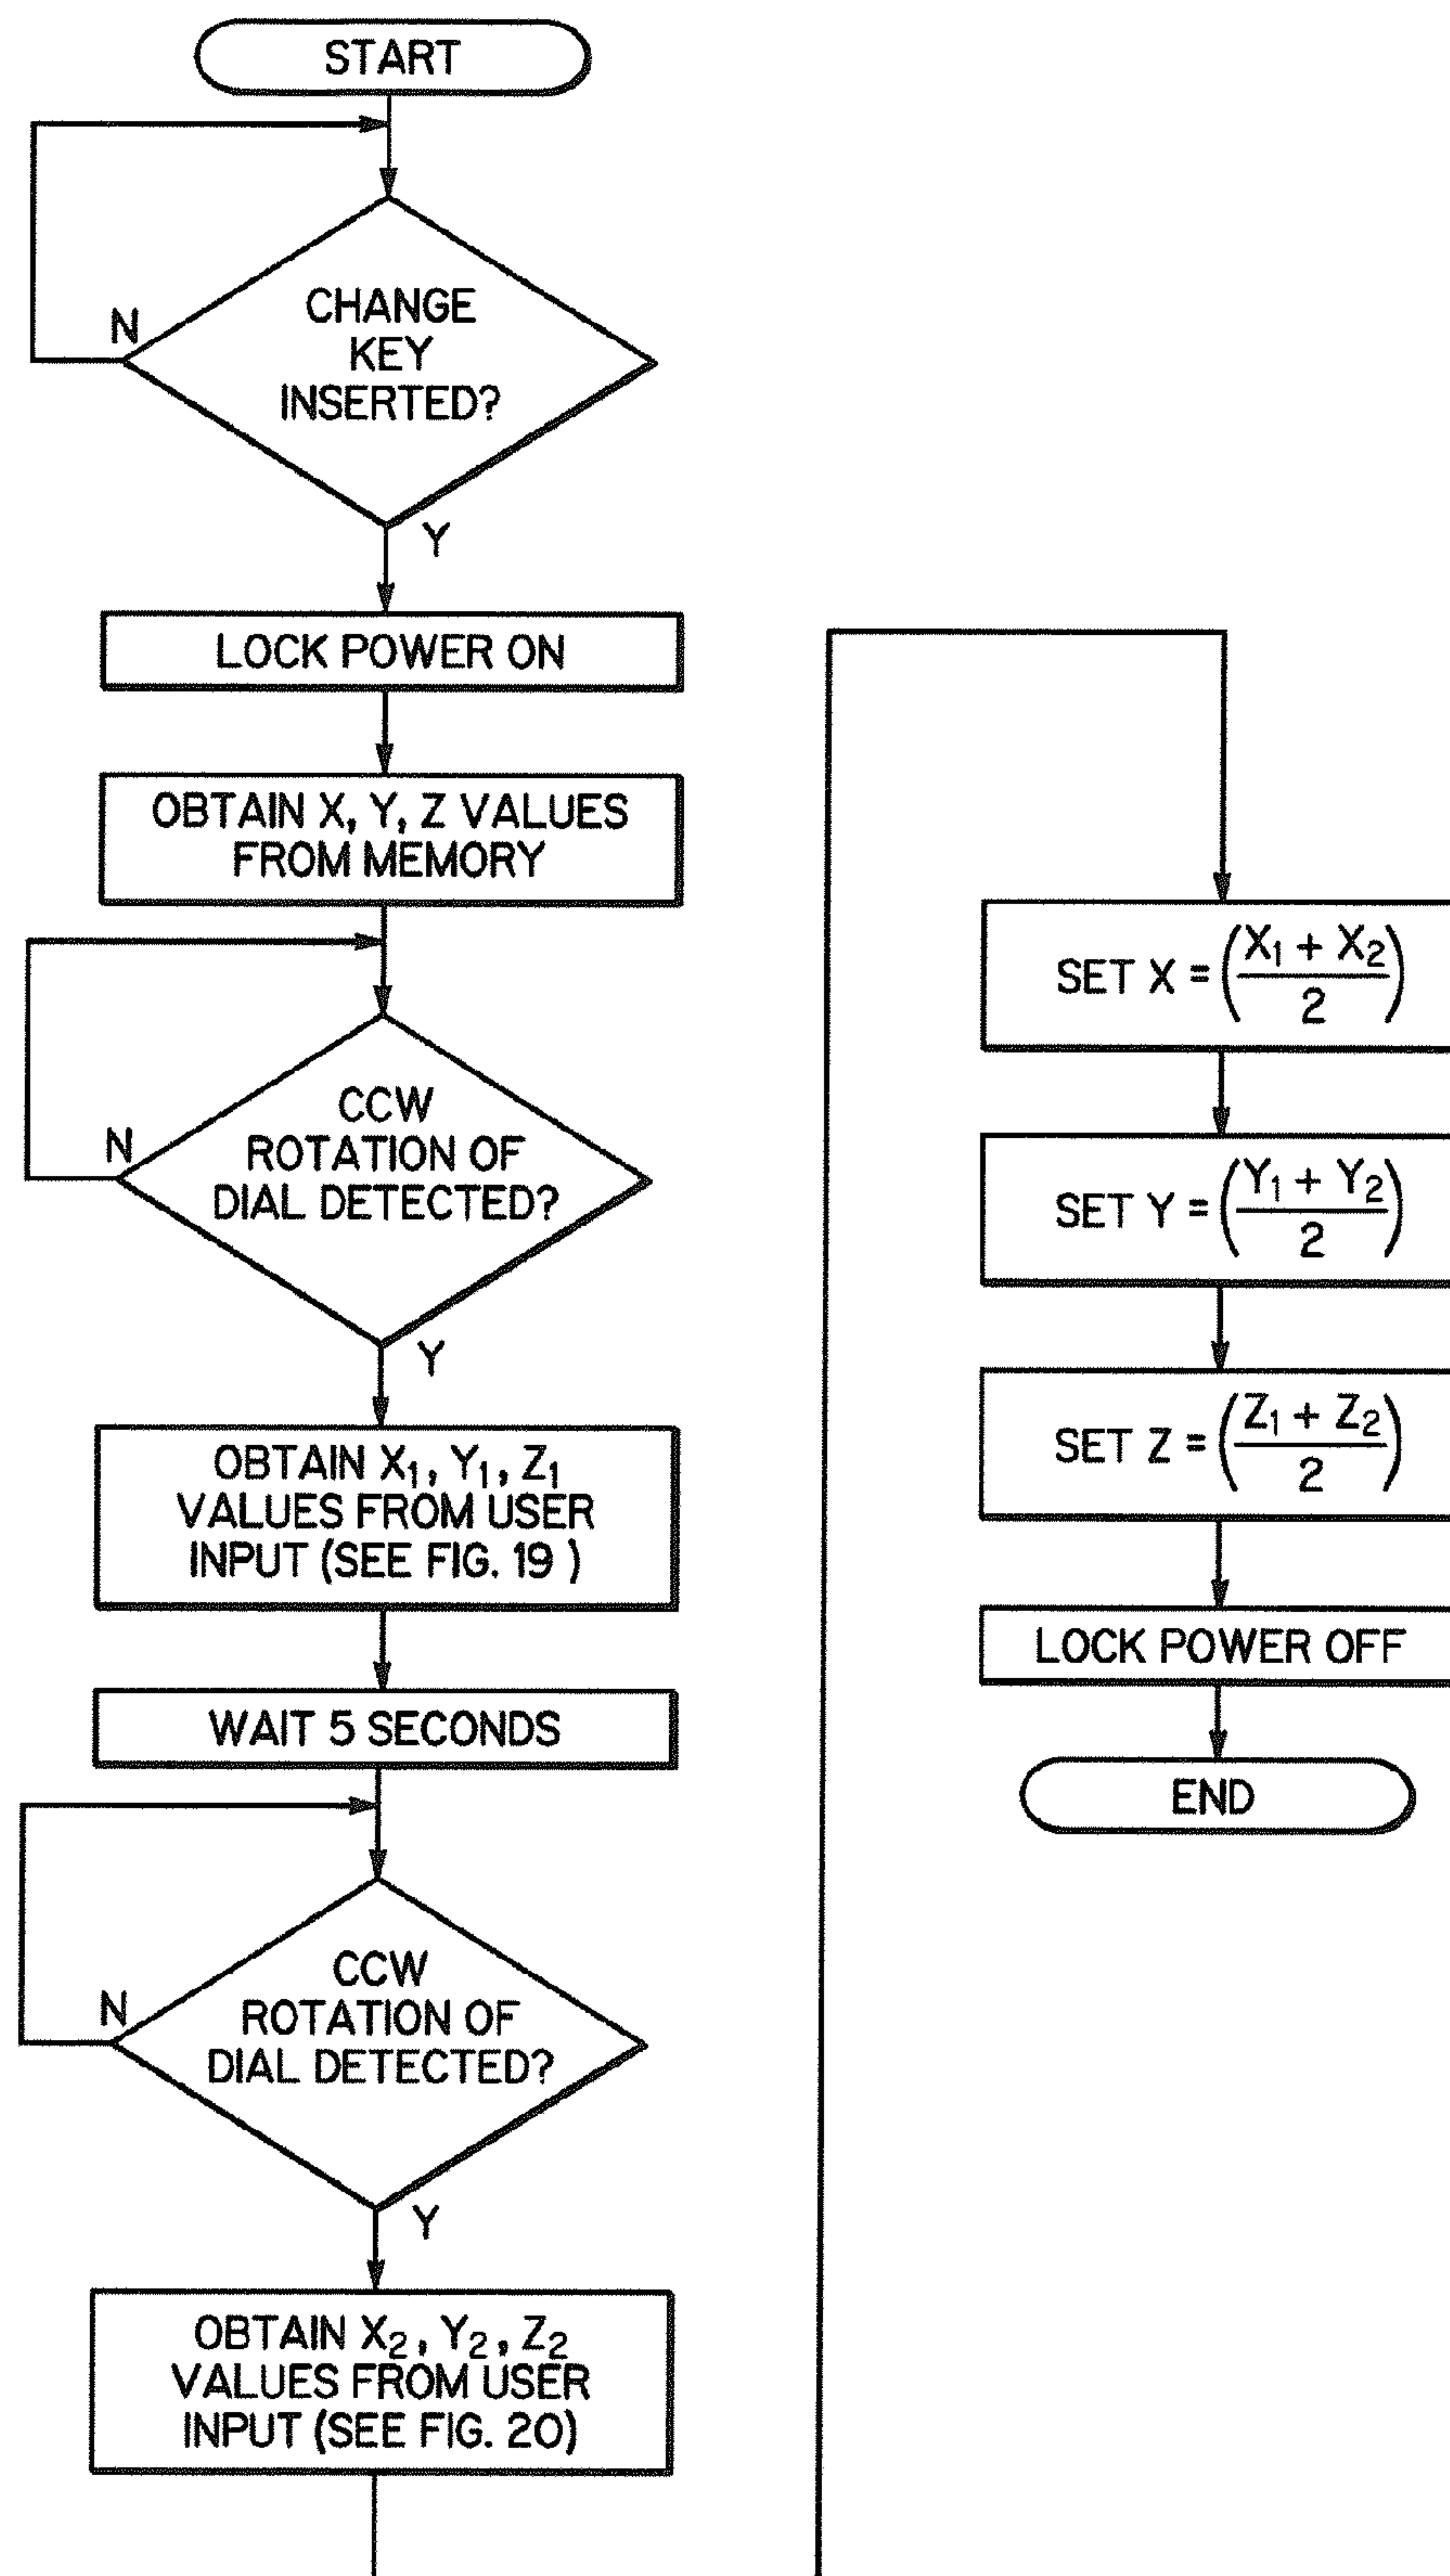 START
CHANGE
KEY
INSERTED?
N
Y
LOCK POWER ON
OBTAIN X, Y, Z VALUES
FROM MEMORY
CCW
ROTATION OF
DIAL DETECTED?
N
Y
OBTAIN X₁, Y₁, Z₁
VALUES FROM USER
INPUT (SEE FIG. 19 )
WAIT 5 SECONDS
CCW
ROTATION OF
DIAL DETECTED?
N
Y
OBTAIN X₂, Y₂, Z₂
VALUES FROM USER
INPUT (SEE FIG. 20)
SET X = (X₁ + X₂ / 2)
SET Y = (Y₁ + Y₂ / 2)
SET Z = (Z₁ + Z₂ / 2)
LOCK POWER OFF
END